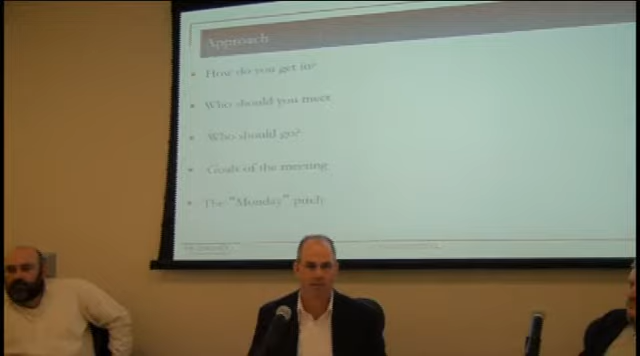 Approach
• How do you get in?
• Who should you meet
• Who should go?
• Goals of the meeting
• The "Monday" pitch